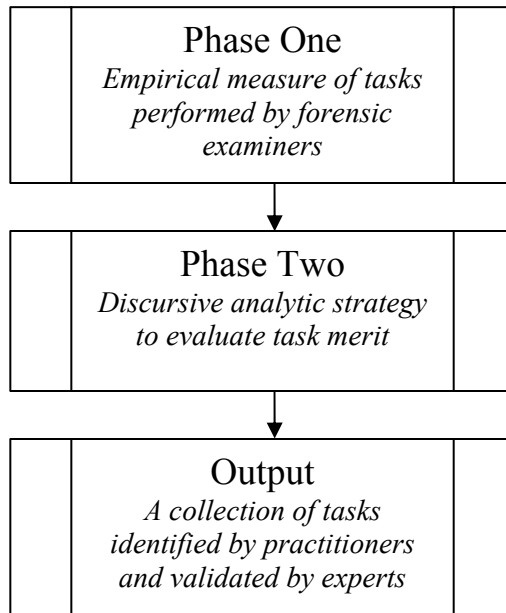 Phase One
Empirical measure of tasks
performed by forensic
examiners
Phase Two
Discursive analytic strategy
to evaluate task merit
Output
A collection of tasks
identified by practitioners
and validated by experts